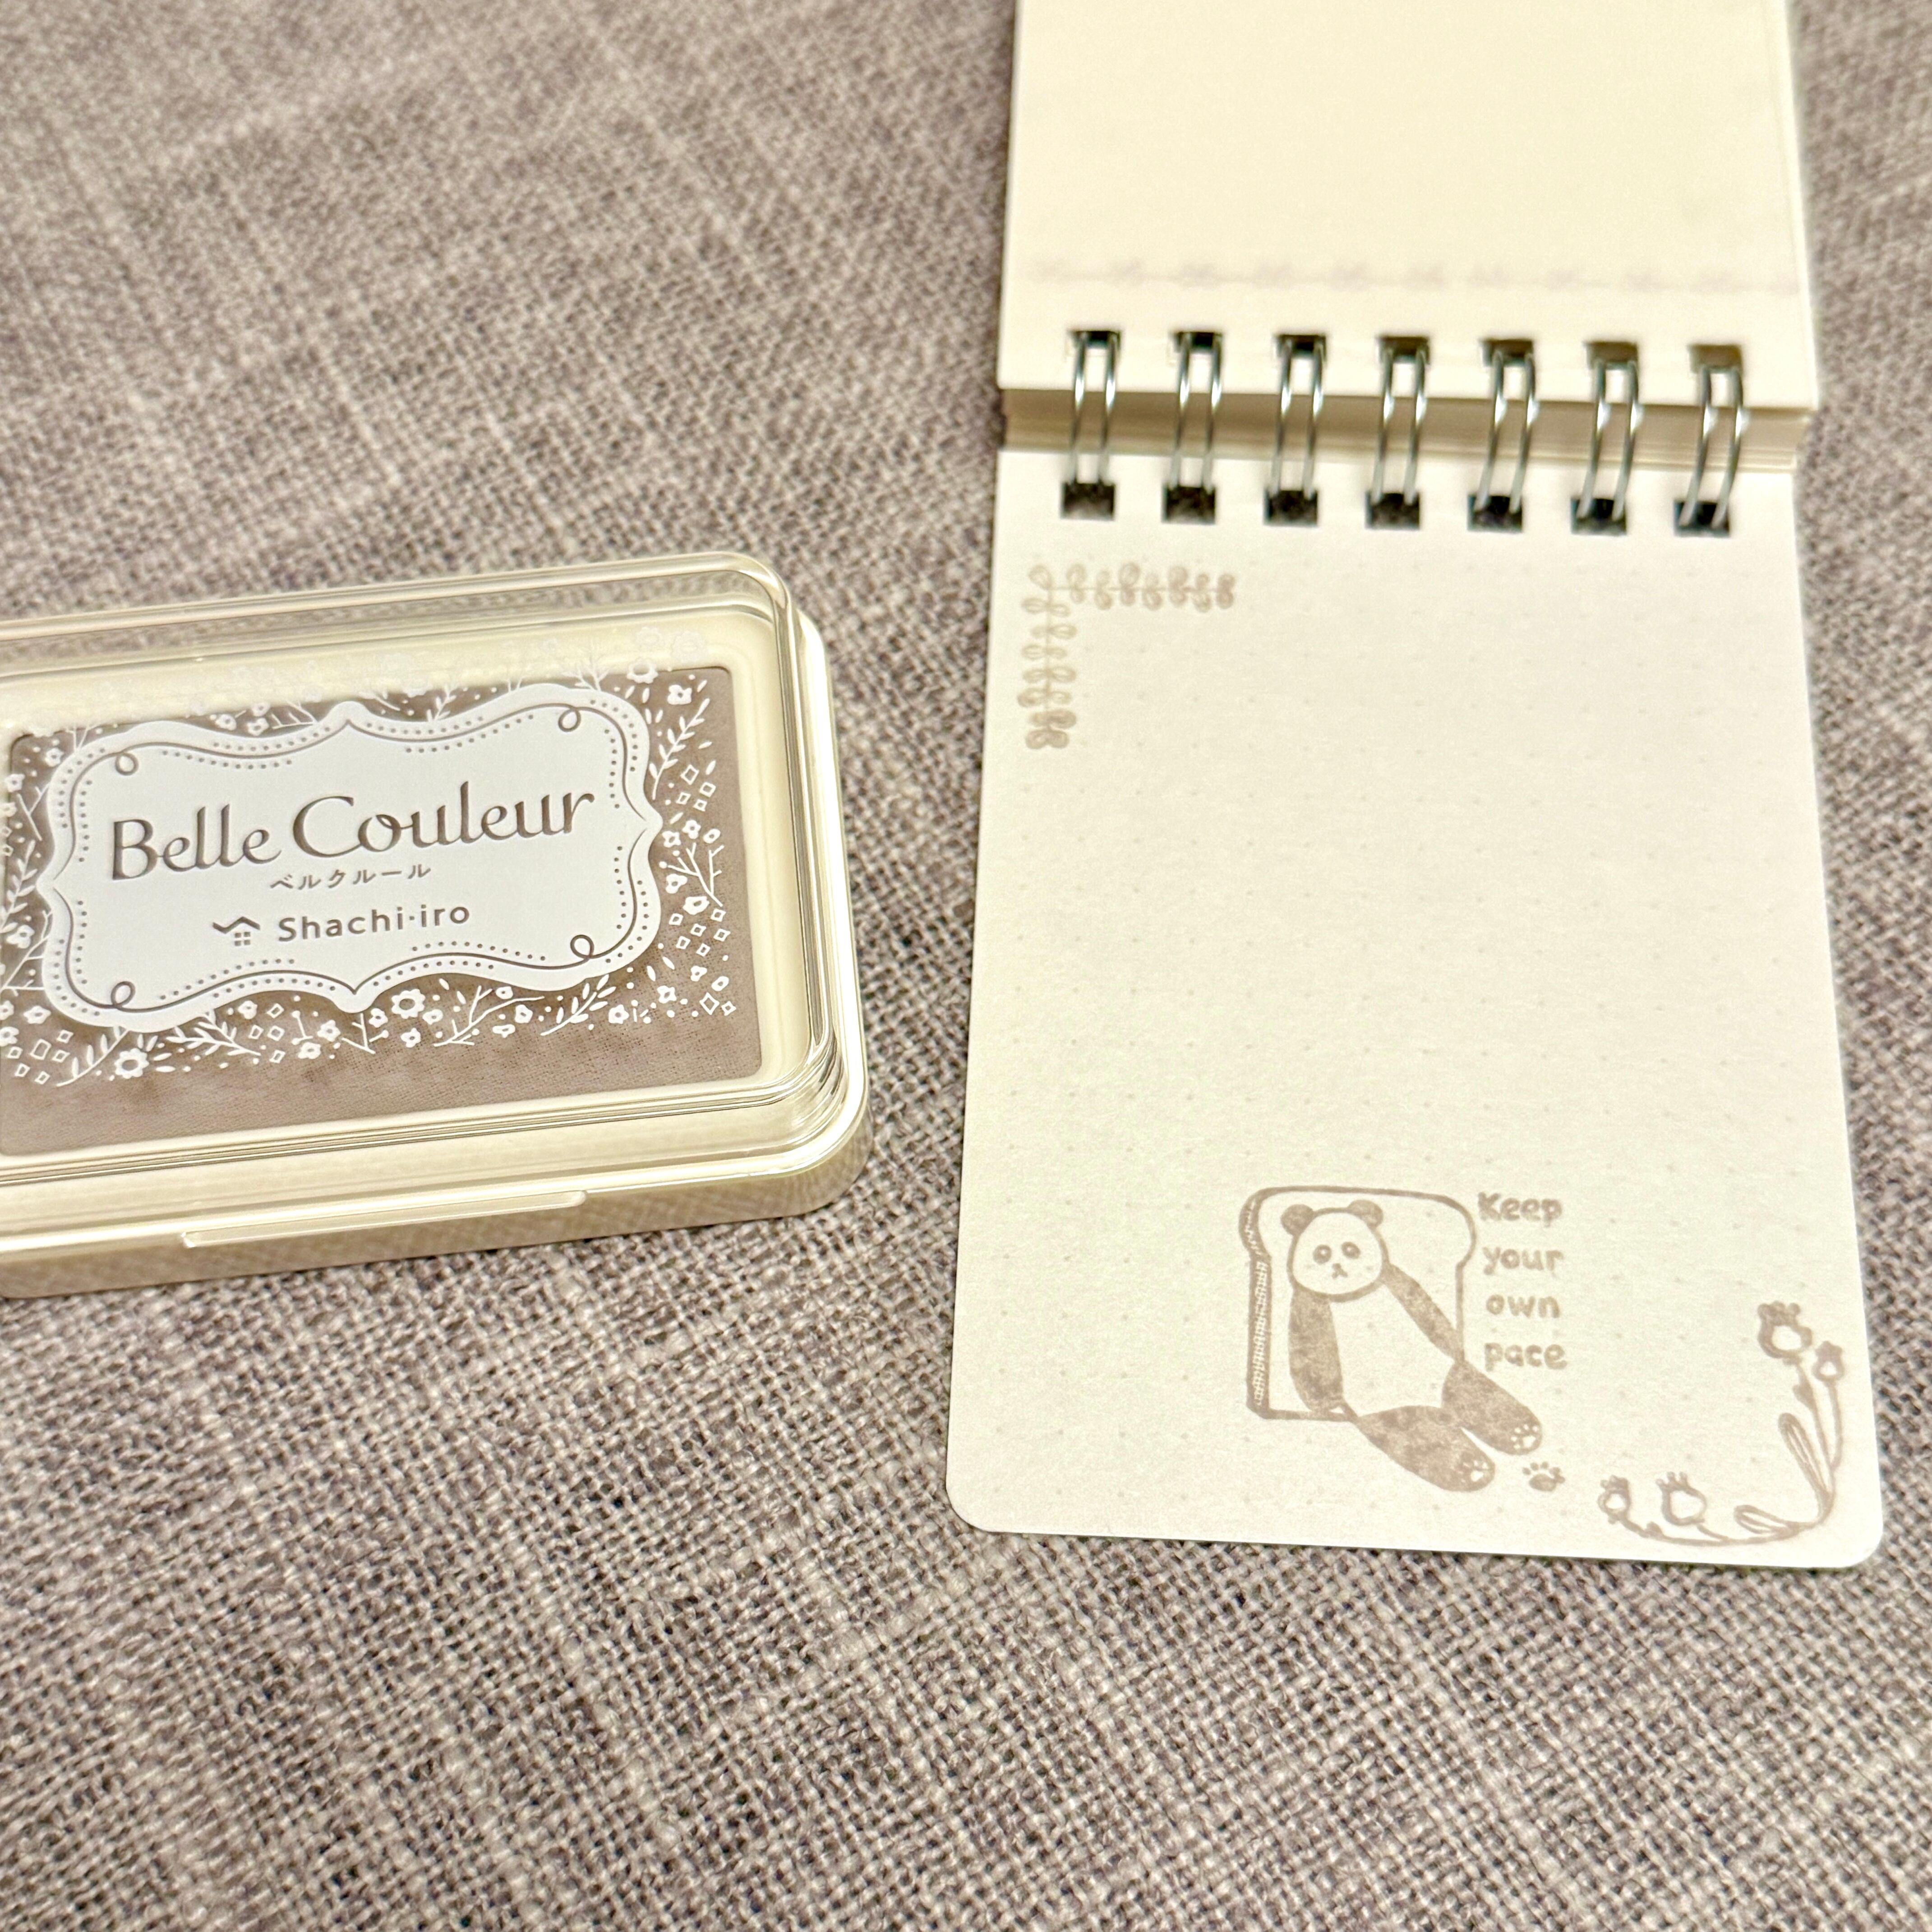 Belle Couleur
ベルクルール
Shachi·iro
Keep
your
own
pace